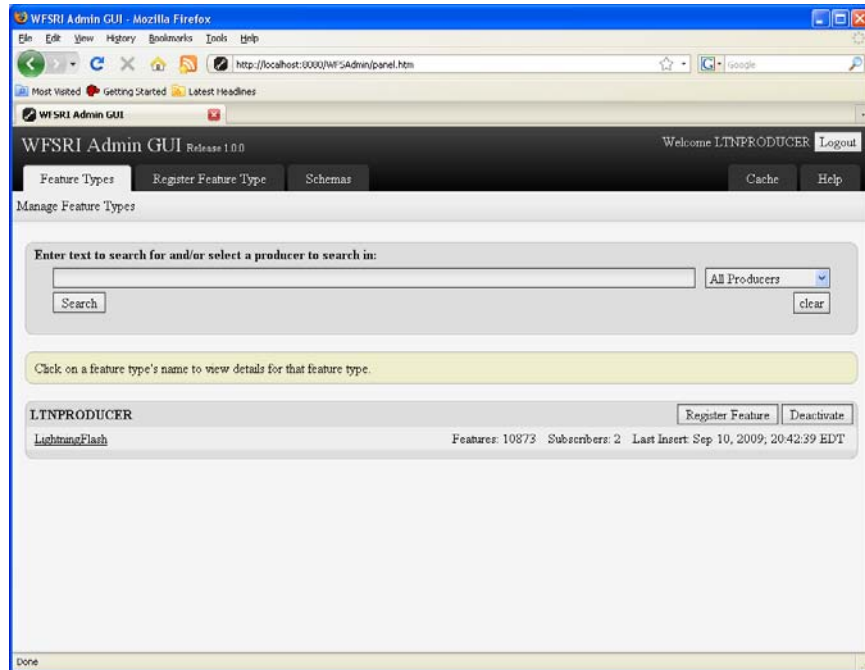 WFSRI Admin GUI - Mozilla Firefox
File Edit View History Bookmarks Tools Help
http://localhost:8080/WFSAdmin/panel.htm
G Google
Most Visited Getting Started Latest Headlines
WFSRI Admin GUI
WFSRI Admin GUI Release 1.0.0 Welcome LTNPRODUCER Logout
Feature Types Register Feature Type Schemas Cache Help
Manage Feature Types
Enter text to search for and/or select a producer to search in:
All Producers
Search clear
Click on a feature type's name to view details for that feature type.
LTNPRODUCER Register Feature Deactivate
LightningFlash Features: 10873 Subscribers: 2 Last Insert: Sep 10, 2009; 20:42:39 EDT
Done